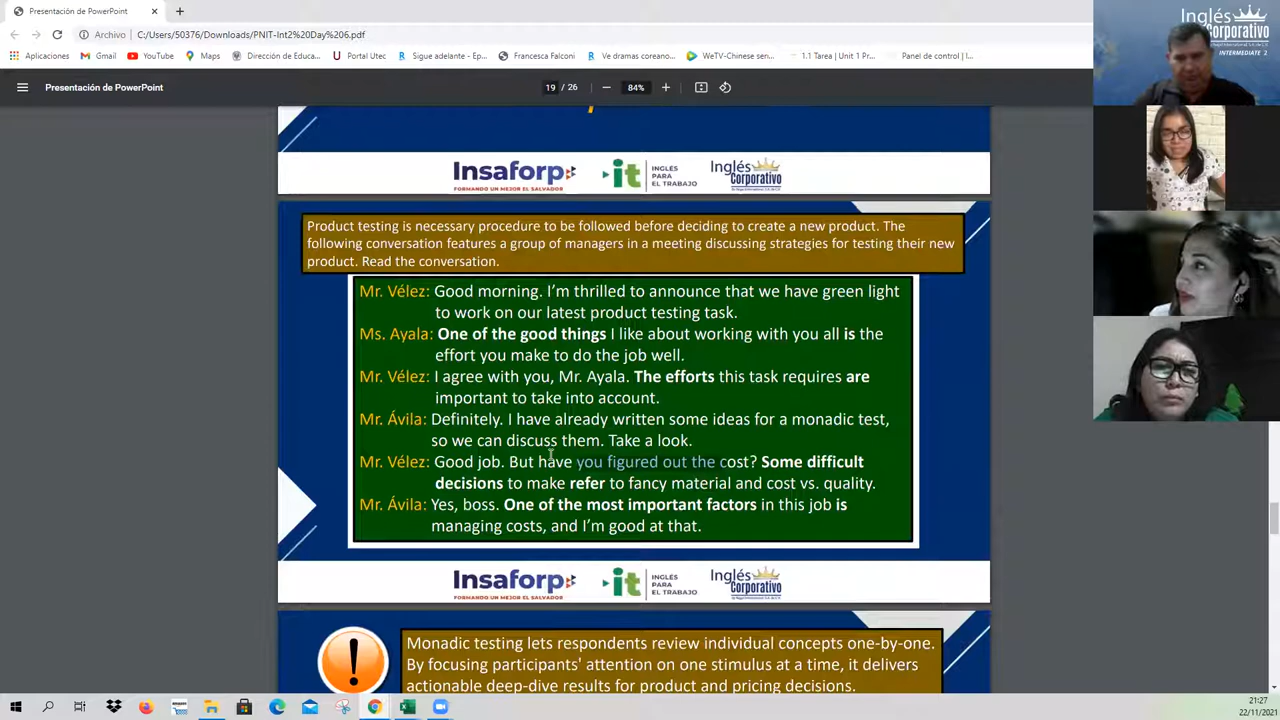 Presentación de PowerPoint
Archivo
C:/Users/50376/Downloads/PNIT-Int2%20Day%206.pdf
Aplicaciones
Gmail
YouTube
Maps
Dirección de Educa...
Portal Utec
Sigue adelante - Ep...
Francesca Falconi
Ve dramas coreano...
WeTV-Chinese sen...
1.1 Tarea | Unit 1 Pr...
Panel de control | I...
Presentación de PowerPoint
19 / 26
84%
Inglés
Corporativo
INTERMEDIATE 2
Insaforp
FORMANDO UN MEJOR EL SALVADOR
it
INGLÉS
PARA
EL TRABAJO
Inglés
Corporativo
Product testing is necessary procedure to be followed before deciding to create a new product. The
following conversation features a group of managers in a meeting discussing strategies for testing their new
product. Read the conversation.
Mr. Vélez: Good morning. I'm thrilled to announce that we have green light
to work on our latest product testing task.
Ms. Ayala: One of the good things I like about working with you all is the
effort you make to do the job well.
Mr. Vélez: I agree with you, Mr. Ayala. The efforts this task requires are
important to take into account.
Mr. Ávila: Definitely. I have already written some ideas for a monadic test,
so we can discuss them. Take a look.
Mr. Vélez: Good job. But have you figured out the cost? Some difficult
decisions to make refer to fancy material and cost vs. quality.
Mr. Ávila: Yes, boss. One of the most important factors in this job is
managing costs, and I'm good at that.
Insaforp
FORMANDO UN MEJOR EL SALVADOR
it
INGLÉS
PARA
EL TRABAJO
Inglés
Corporativo
!
Monadic testing lets respondents review individual concepts one-by-one.
By focusing participants' attention on one stimulus at a time, it delivers
actionable deep-dive results for product and pricing decisions.
21:27
22/11/2021